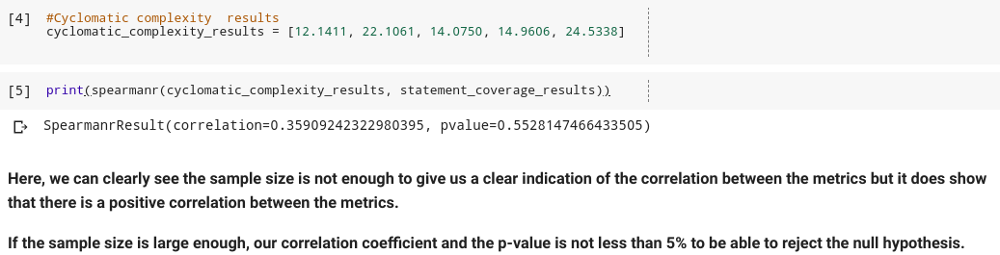 [4] #Cyclomatic complexity results
cyclomatic_complexity_results = [12.1411, 22.1061, 14.0750, 14.9606, 24.5338]
[5] print(spearmanr(cyclomatic_complexity_results, statement_coverage_results))
SpearmanrResult(correlation=0.35909242322980395, pvalue=0.5528147466433505)
Here, we can clearly see the sample size is not enough to give us a clear indication of the correlation between the metrics but it does show
that there is a positive correlation between the metrics.
If the sample size is large enough, our correlation coefficient and the p-value is not less than 5% to be able to reject the null hypothesis.